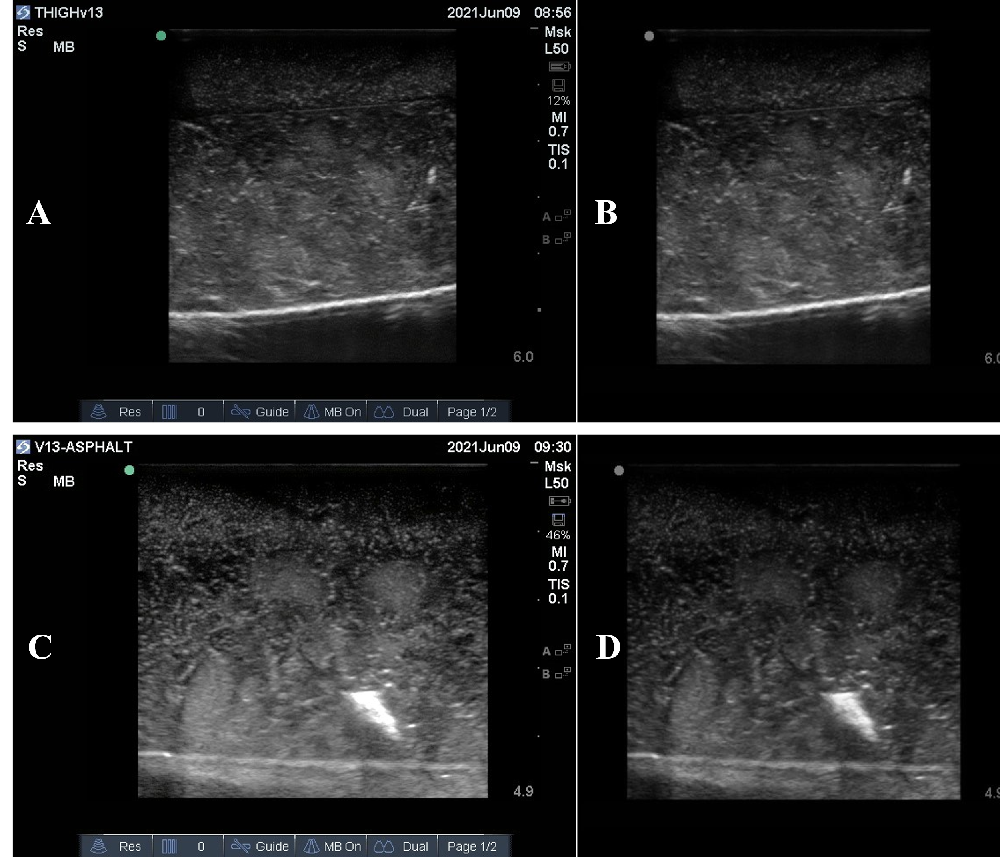 THIGHv13 2021Jun09 08:56
Res
S MB
Msk
L50
12%
MI
0.7
TIS
0.1
A
B
6.0
Res 0 Guide MB On Dual Page 1/2
A
B
6.0
V13-ASPHALT 2021Jun09 09:30
Res
S MB
Msk
L50
46%
MI
0.7
TIS
0.1
A
B
4.9
Res 0 Guide MB On Dual Page 1/2
C
D
4.9